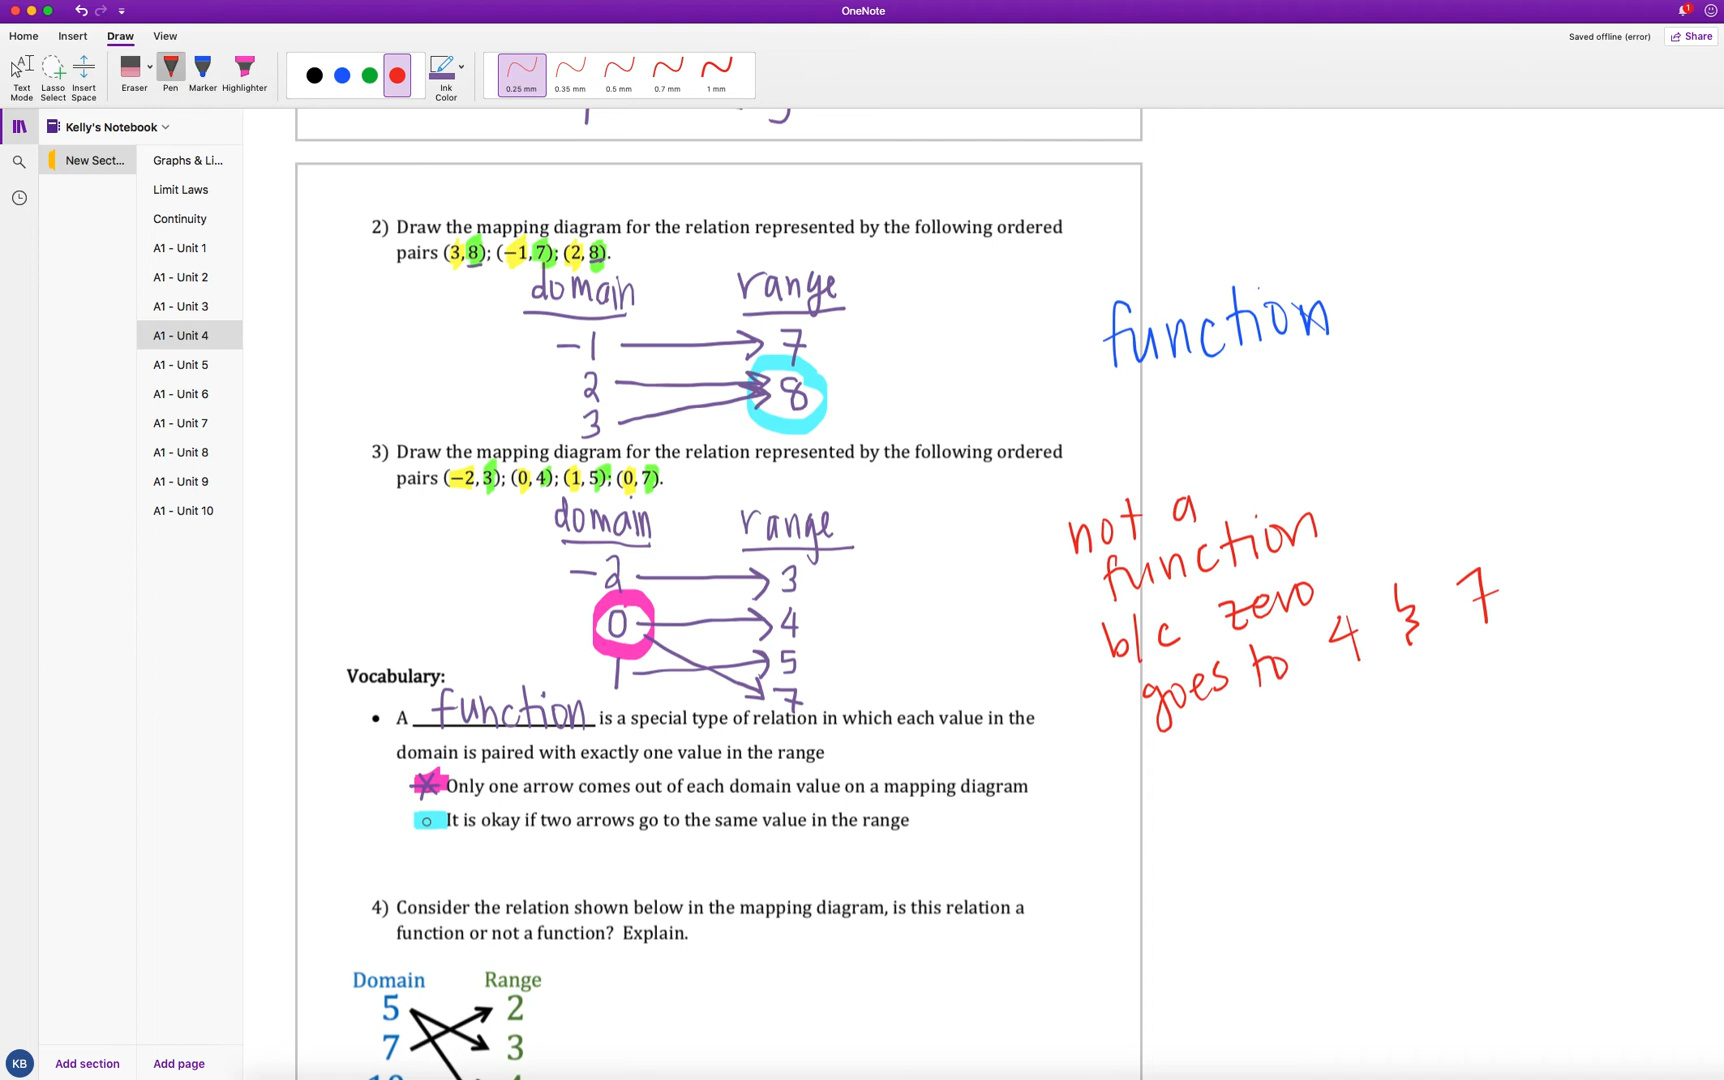 OneNote
1
Home Insert Draw View
Saved offline (error) Share
Text Mode Lasso Select Insert Space Eraser Pen Marker Highlighter Ink Color 0.25 mm 0.35 mm 0.5 mm 0.7 mm 1 mm
Kelly's Notebook
New Sect...
Graphs & Li...
Limit Laws
Continuity
A1 - Unit 1
A1 - Unit 2
A1 - Unit 3
A1 - Unit 4
A1 - Unit 5
A1 - Unit 6
A1 - Unit 7
A1 - Unit 8
A1 - Unit 9
A1 - Unit 10
KB Add section Add page
2) Draw the mapping diagram for the relation represented by the following ordered
pairs (3,8); (−1,7); (2,8).
domain range
-1 7
2 8
3
function
3) Draw the mapping diagram for the relation represented by the following ordered
pairs (−2,3); (0,4); (1,5); (0,7).
domain range
-2 3
0 4
1 5
7
not a
function
b/c zero
goes to 4 & 7
Vocabulary:
• A function is a special type of relation in which each value in the
domain is paired with exactly one value in the range
Only one arrow comes out of each domain value on a mapping diagram
o It is okay if two arrows go to the same value in the range
4) Consider the relation shown below in the mapping diagram, is this relation a
function or not a function? Explain.
Domain Range
5 2
7 3